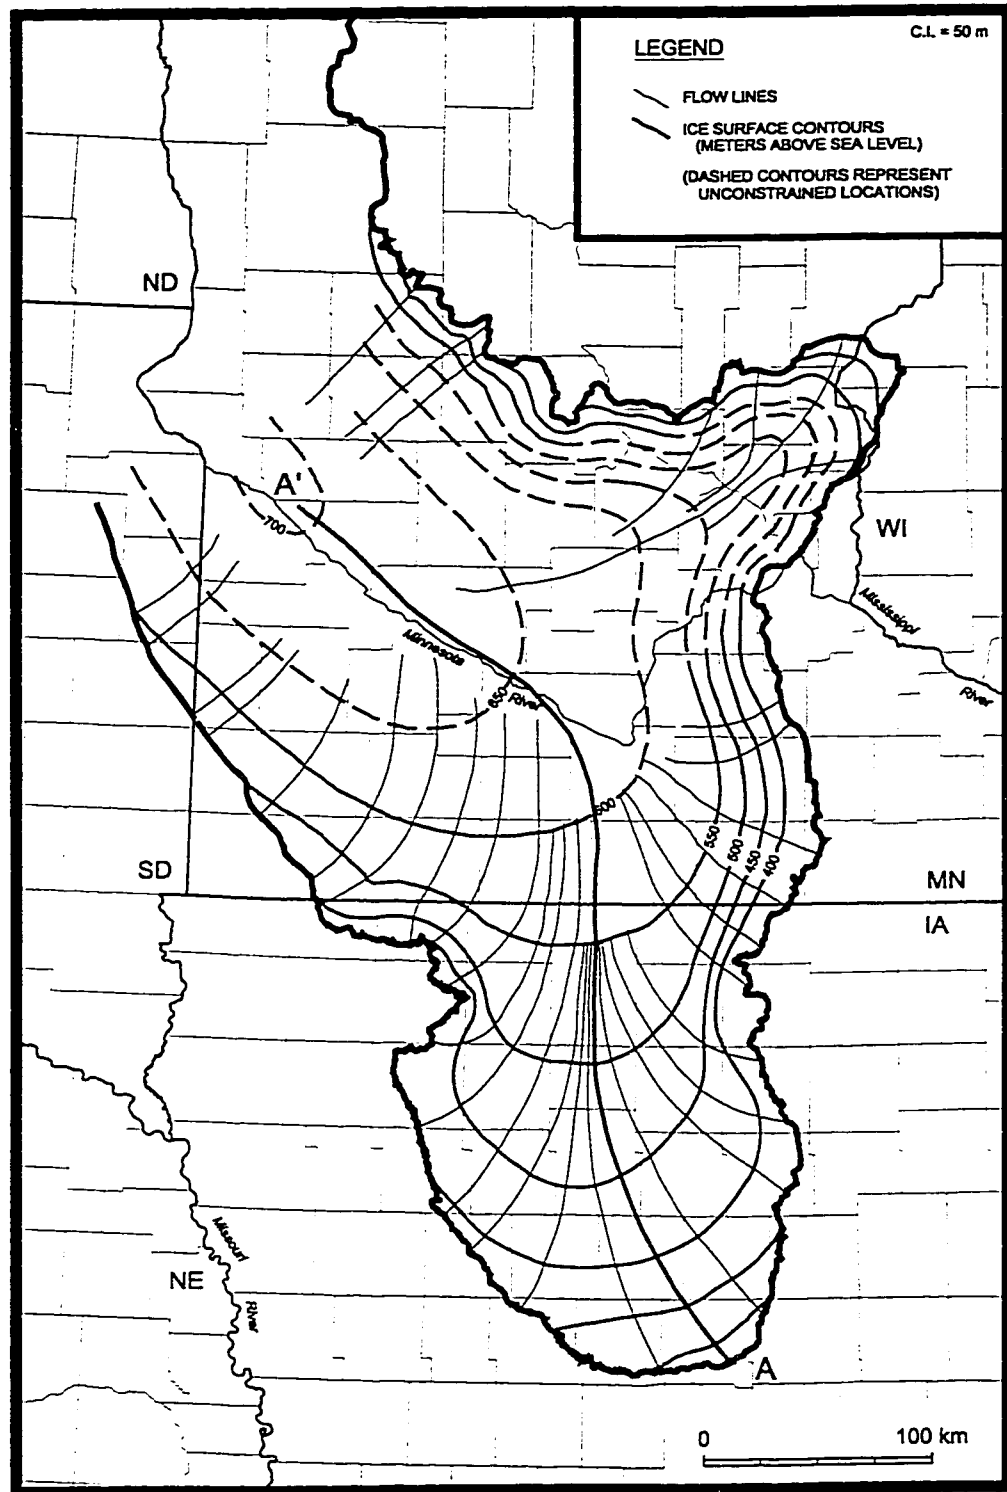 C.I. = 50 m
LEGEND
FLOW LINES
ICE SURFACE CONTOURS
(METERS ABOVE SEA LEVEL)
(DASHED CONTOURS REPRESENT
UNCONSTRAINED LOCATIONS)
ND
A'
700
WI
Mississippi
River
Minnesota
River
650
600
550
500
450
400
SD
MN
IA
Missouri
River
NE
A
0 100 km